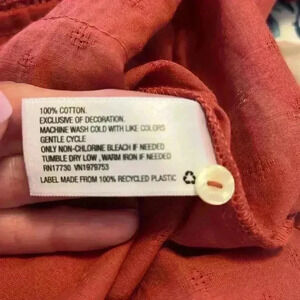 100% COTTON.
EXCLUSIVE OF DECORATION.
MACHINE WASH COLD WITH LIKE COLORS
GENTLE CYCLE
ONLY NON-CHLORINE BLEACH IF NEEDED
TUMBLE DRY LOW , WARM IRON IF NEEDED
RN17730 VN1979753
LABEL MADE FROM 100% RECYCLED PLASTIC